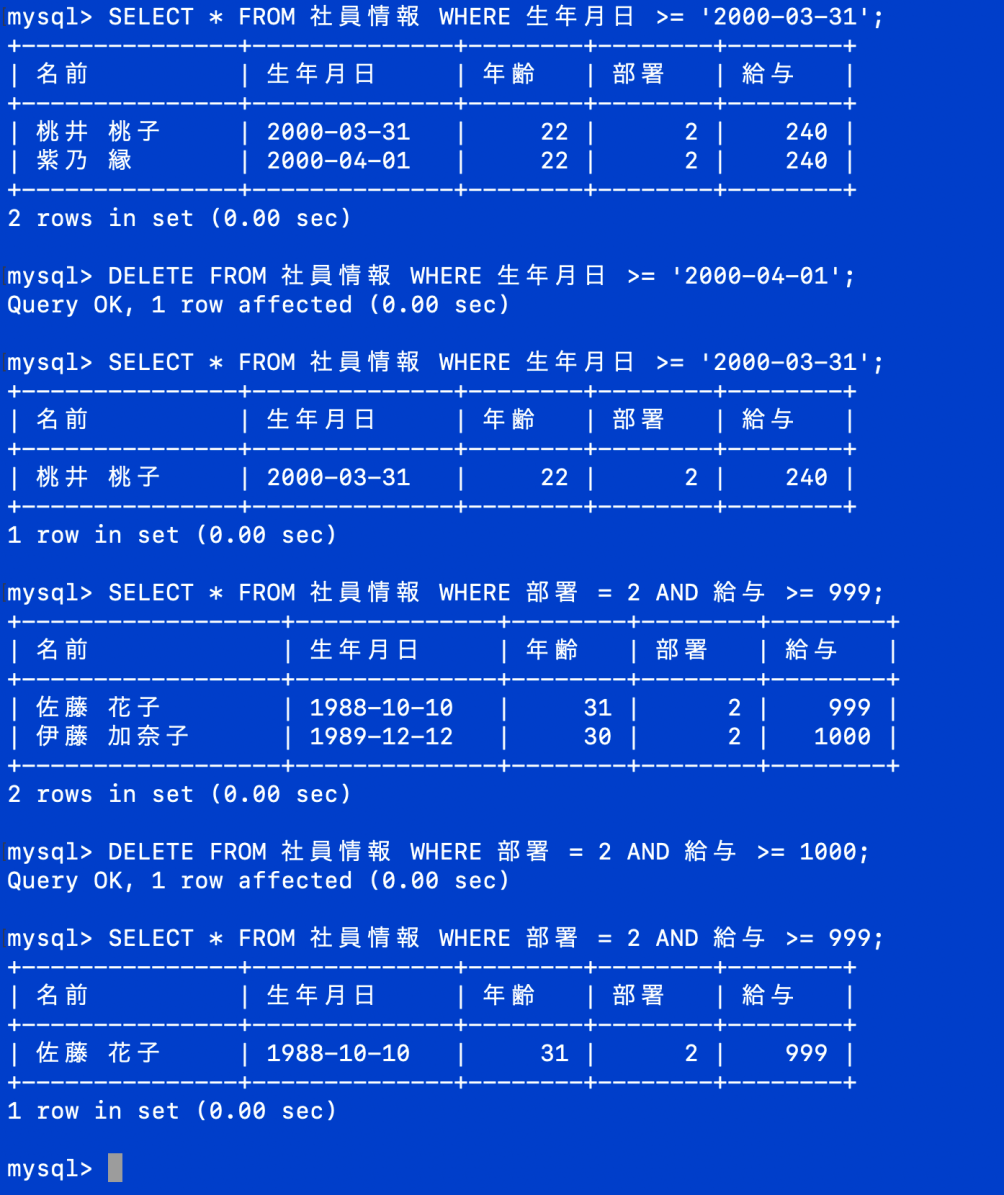 mysql> SELECT * FROM 社員情報 WHERE 生年月日 >= '2000-03-31';
+----------------+--------------+--------+--------+--------+
| 名前           | 生年月日     | 年齢   | 部署   | 給与   |
+----------------+--------------+--------+--------+--------+
| 桃井 桃子      | 2000-03-31   |     22 |      2 |    240 |
| 紫乃 縁        | 2000-04-01   |     22 |      2 |    240 |
+----------------+--------------+--------+--------+--------+
2 rows in set (0.00 sec)
mysql> DELETE FROM 社員情報 WHERE 生年月日 >= '2000-04-01';
Query OK, 1 row affected (0.00 sec)
mysql> SELECT * FROM 社員情報 WHERE 生年月日 >= '2000-03-31';
+----------------+--------------+--------+--------+--------+
| 名前           | 生年月日     | 年齢   | 部署   | 給与   |
+----------------+--------------+--------+--------+--------+
| 桃井 桃子      | 2000-03-31   |     22 |      2 |    240 |
+----------------+--------------+--------+--------+--------+
1 row in set (0.00 sec)
mysql> SELECT * FROM 社員情報 WHERE 部署 = 2 AND 給与 >= 999;
+-------------------+--------------+--------+--------+--------+
| 名前              | 生年月日     | 年齢   | 部署   | 給与   |
+-------------------+--------------+--------+--------+--------+
| 佐藤 花子         | 1988-10-10   |     31 |      2 |    999 |
| 伊藤 加奈子       | 1989-12-12   |     30 |      2 |   1000 |
+-------------------+--------------+--------+--------+--------+
2 rows in set (0.00 sec)
mysql> DELETE FROM 社員情報 WHERE 部署 = 2 AND 給与 >= 1000;
Query OK, 1 row affected (0.00 sec)
mysql> SELECT * FROM 社員情報 WHERE 部署 = 2 AND 給与 >= 999;
+----------------+--------------+--------+--------+--------+
| 名前           | 生年月日     | 年齢   | 部署   | 給与   |
+----------------+--------------+--------+--------+--------+
| 佐藤 花子      | 1988-10-10   |     31 |      2 |    999 |
+----------------+--------------+--------+--------+--------+
1 row in set (0.00 sec)
mysql>